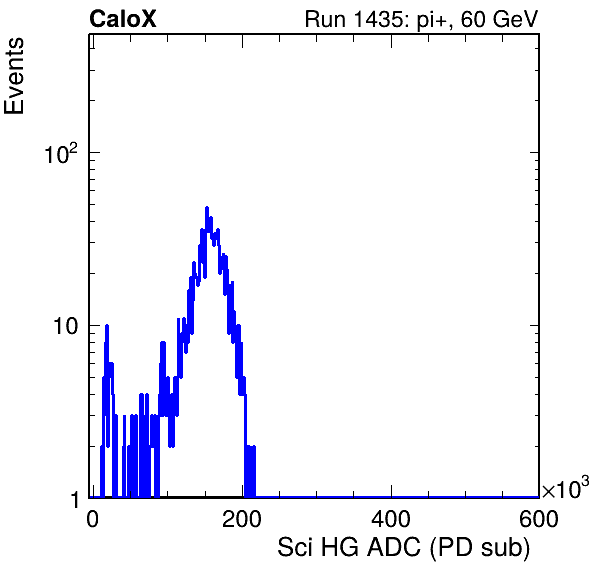 CaloX Run 1435: pi+, 60 GeV
Events
10²
10
1
0 200 400 600
×10³
Sci HG ADC (PD sub)